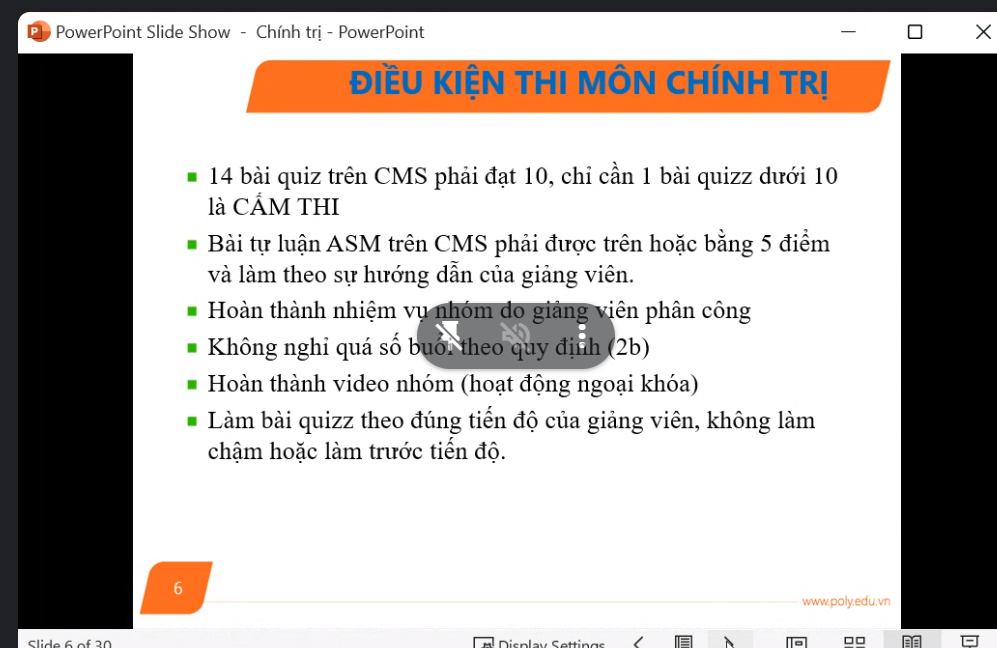 PowerPoint Slide Show - Chính trị - PowerPoint
ĐIỀU KIỆN THI MÔN CHÍNH TRỊ
14 bài quiz trên CMS phải đạt 10, chỉ cần 1 bài quizz dưới 10
là CẤM THI
Bài tự luận ASM trên CMS phải được trên hoặc bằng 5 điểm
và làm theo sự hướng dẫn của giảng viên.
Hoàn thành nhiệm vụ nhóm do giảng viên phân công
Không nghỉ quá số buổi theo quy định (2b)
Hoàn thành video nhóm (hoạt động ngoại khóa)
Làm bài quizz theo đúng tiến độ của giảng viên, không làm
chậm hoặc làm trước tiến độ.
6
www.poly.edu.vn
Slide 6 of 30
Display Settings